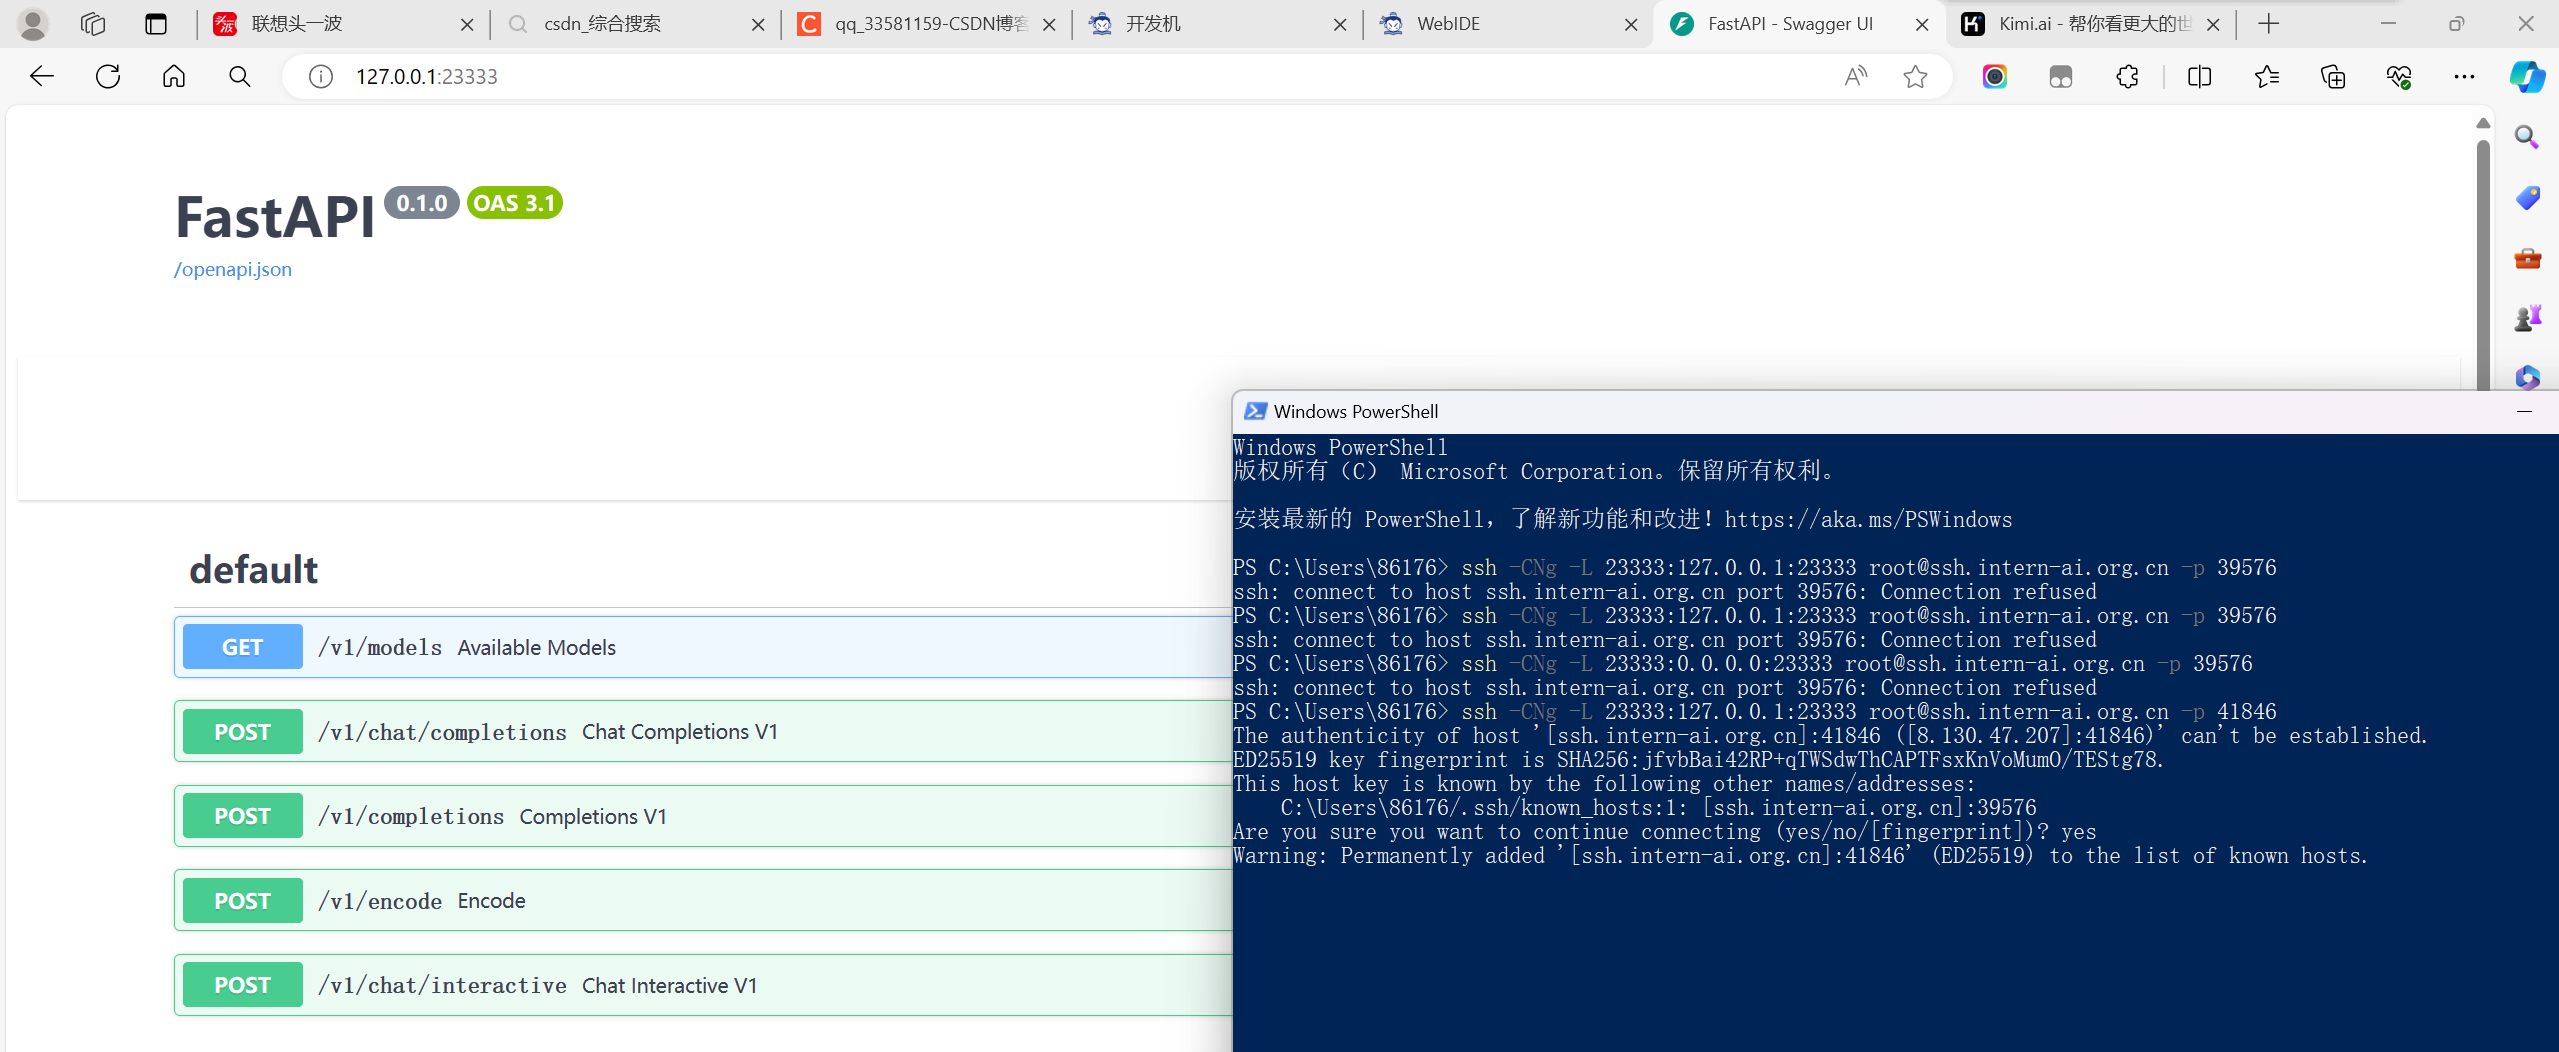 联想头一波
csdn_综合搜索
qq_33581159-CSDN博客
开发机
WebIDE
FastAPI - Swagger UI
Kimi.ai - 帮你看更大的世
127.0.0.1:23333
FastAPI 0.1.0 OAS 3.1
/openapi.json
default
GET /v1/models Available Models
POST /v1/chat/completions Chat Completions V1
POST /v1/completions Completions V1
POST /v1/encode Encode
POST /v1/chat/interactive Chat Interactive V1
Windows PowerShell
Windows PowerShell
版权所有（C） Microsoft Corporation。保留所有权利。
安装最新的 PowerShell，了解新功能和改进！https://aka.ms/PSWindows
PS C:\Users\86176> ssh -CNg -L 23333:127.0.0.1:23333 root@ssh.intern-ai.org.cn -p 39576
ssh: connect to host ssh.intern-ai.org.cn port 39576: Connection refused
PS C:\Users\86176> ssh -CNg -L 23333:127.0.0.1:23333 root@ssh.intern-ai.org.cn -p 39576
ssh: connect to host ssh.intern-ai.org.cn port 39576: Connection refused
PS C:\Users\86176> ssh -CNg -L 23333:0.0.0.0:23333 root@ssh.intern-ai.org.cn -p 39576
ssh: connect to host ssh.intern-ai.org.cn port 39576: Connection refused
PS C:\Users\86176> ssh -CNg -L 23333:127.0.0.1:23333 root@ssh.intern-ai.org.cn -p 41846
The authenticity of host '[ssh.intern-ai.org.cn]:41846 ([8.130.47.207]:41846)' can't be established.
ED25519 key fingerprint is SHA256:jfvbBai42RP+qTWSdwThCAPTFsxKnVoMumO/TEStg78.
This host key is known by the following other names/addresses:
    C:\Users\86176/.ssh/known_hosts:1: [ssh.intern-ai.org.cn]:39576
Are you sure you want to continue connecting (yes/no/[fingerprint])? yes
Warning: Permanently added '[ssh.intern-ai.org.cn]:41846' (ED25519) to the list of known hosts.